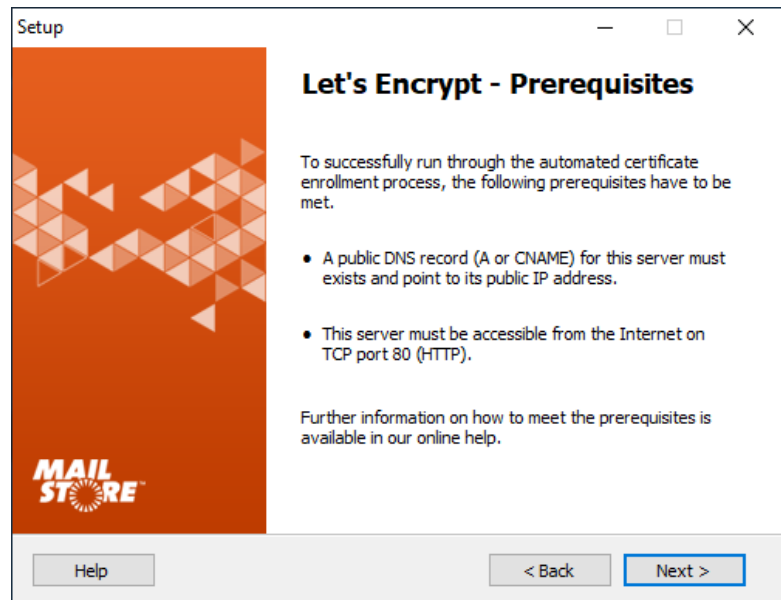 Setup
Let's Encrypt - Prerequisites
To successfully run through the automated certificate
enrollment process, the following prerequisites have to be
met.
● A public DNS record (A or CNAME) for this server must
exists and point to its public IP address.
● This server must be accessible from the Internet on
TCP port 80 (HTTP).
Further information on how to meet the prerequisites is
available in our online help.
MAIL
STORE™
Help
< Back
Next >